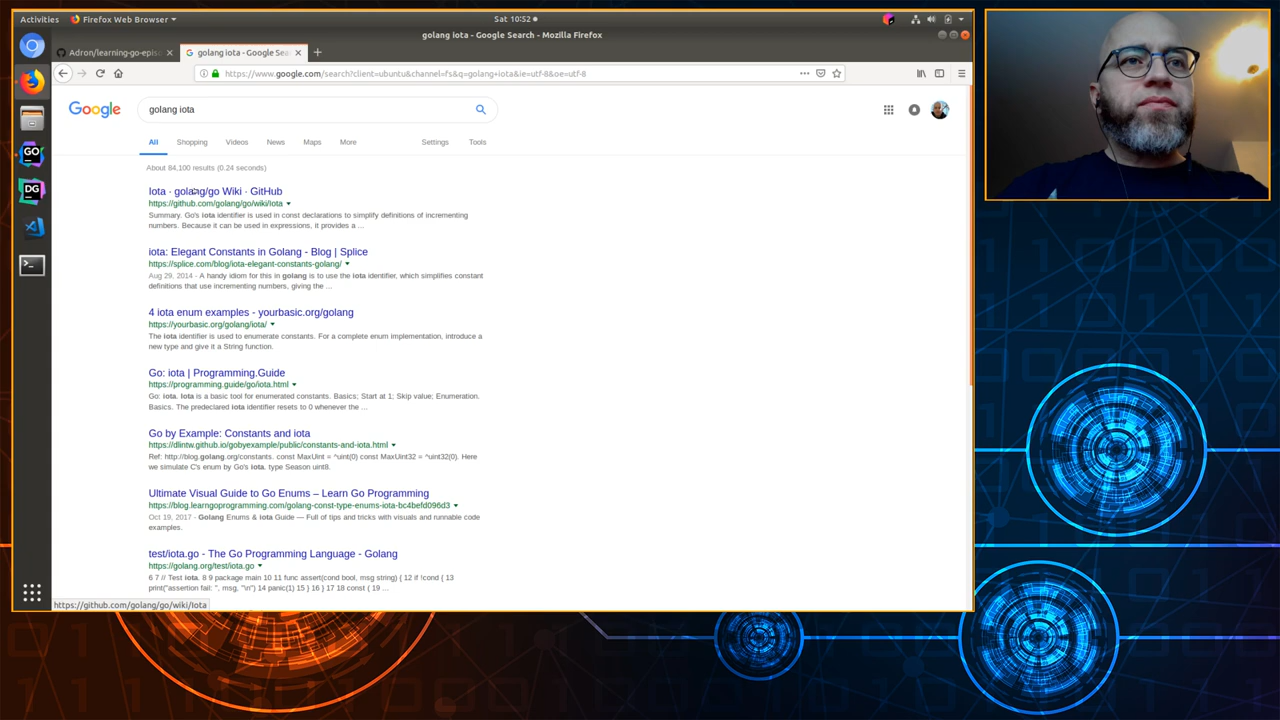 Activities
Firefox Web Browser
Sat 10:52
golang iota - Google Search - Mozilla Firefox
Adron/learning-go-epis
golang iota - Google Sea
https://www.google.com/search?client=ubuntu&channel=fs&q=golang+iota&ie=utf-8&oe=utf-8
Google
golang iota
All Shopping Videos News Maps More Settings Tools
About 84,100 results (0.24 seconds)
Iota · golang/go Wiki · GitHub
https://github.com/golang/go/wiki/Iota
Summary. Go's iota identifier is used in const declarations to simplify definitions of incrementing
numbers. Because it can be used in expressions, it provides a ...
iota: Elegant Constants in Golang - Blog | Splice
https://splice.com/blog/iota-elegant-constants-golang/
Aug 29, 2014 - A handy idiom for this in golang is to use the iota identifier, which simplifies constant
definitions that use incrementing numbers, giving the ...
4 iota enum examples - yourbasic.org/golang
https://yourbasic.org/golang/iota/
The iota identifier is used to enumerate constants. For a complete enum implementation, introduce a
new type and give it a String function.
Go: iota | Programming.Guide
https://programming.guide/go/iota.html
Go: iota. Iota is a basic tool for enumerated constants. Basics; Start at 1; Skip value; Enumeration.
Basics. The predeclared iota identifier resets to 0 whenever the ...
Go by Example: Constants and iota
https://dlintw.github.io/gobyexample/public/constants-and-iota.html
Ref: http://blog.golang.org/constants. const MaxUint = ^uint(0) const MaxUint32 = ^uint32(0). Here
we simulate C's enum by Go's iota. type Season uint8.
Ultimate Visual Guide to Go Enums – Learn Go Programming
https://blog.learngoprogramming.com/golang-const-type-enums-iota-bc4befd096d3
Oct 19, 2017 - Golang Enums & iota Guide — Full of tips and tricks with visuals and runnable code
examples.
test/iota.go - The Go Programming Language - Golang
https://golang.org/test/iota.go
6 7 // Test iota. 8 9 package main 10 11 func assert(cond bool, msg string) { 12 if !cond { 13
print("assertion fail: ", msg, "\n") 14 panic(1) 15 } 16 } 17 18 const { 19 ...
https://github.com/golang/go/wiki/Iota
GO
DG